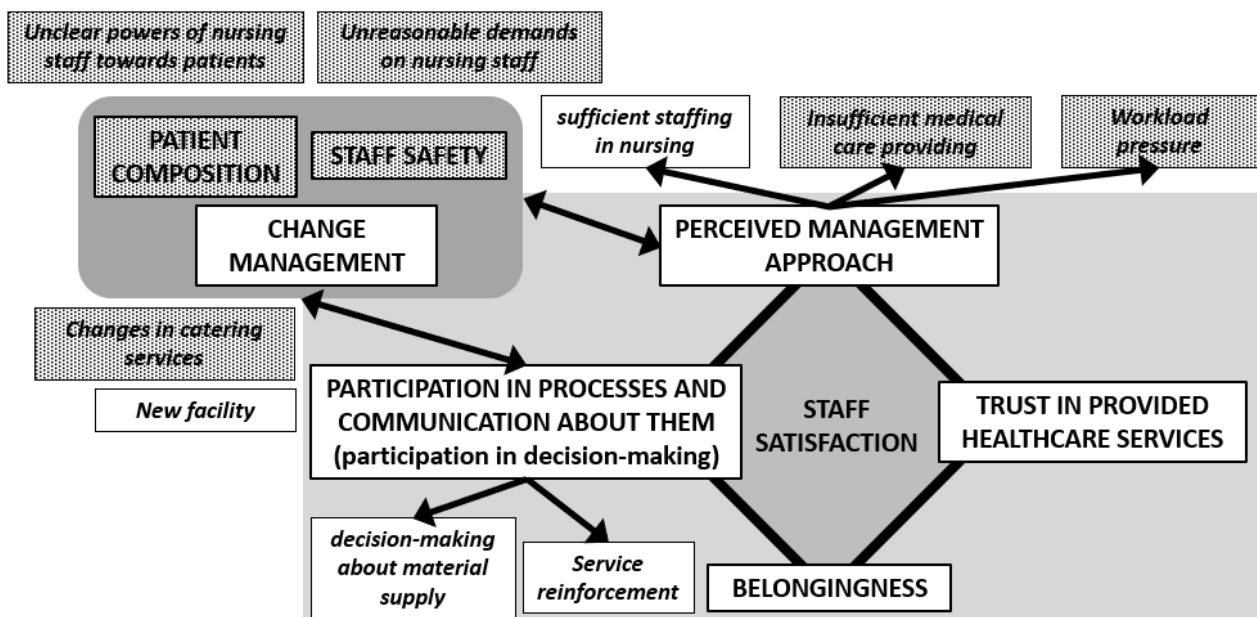 Unclear powers of nursing
staff towards patients
Unreasonable demands
on nursing staff
PATIENT
COMPOSITION
STAFF SAFETY
CHANGE
MANAGEMENT
sufficient staffing
in nursing
Insufficient medical
care providing
Workload
pressure
PERCEIVED MANAGEMENT
APPROACH
Changes in catering
services
New facility
PARTICIPATION IN PROCESSES AND
COMMUNICATION ABOUT THEM
(participation in decision-making)
STAFF
SATISFACTION
TRUST IN PROVIDED
HEALTHCARE SERVICES
decision-making
about material
supply
Service
reinforcement
BELONGINGNESS